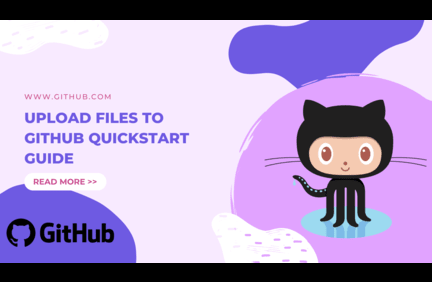 WWW.GITHUB.COM
UPLOAD FILES TO
GITHUB QUICKSTART
GUIDE
READ MORE >>
GitHub